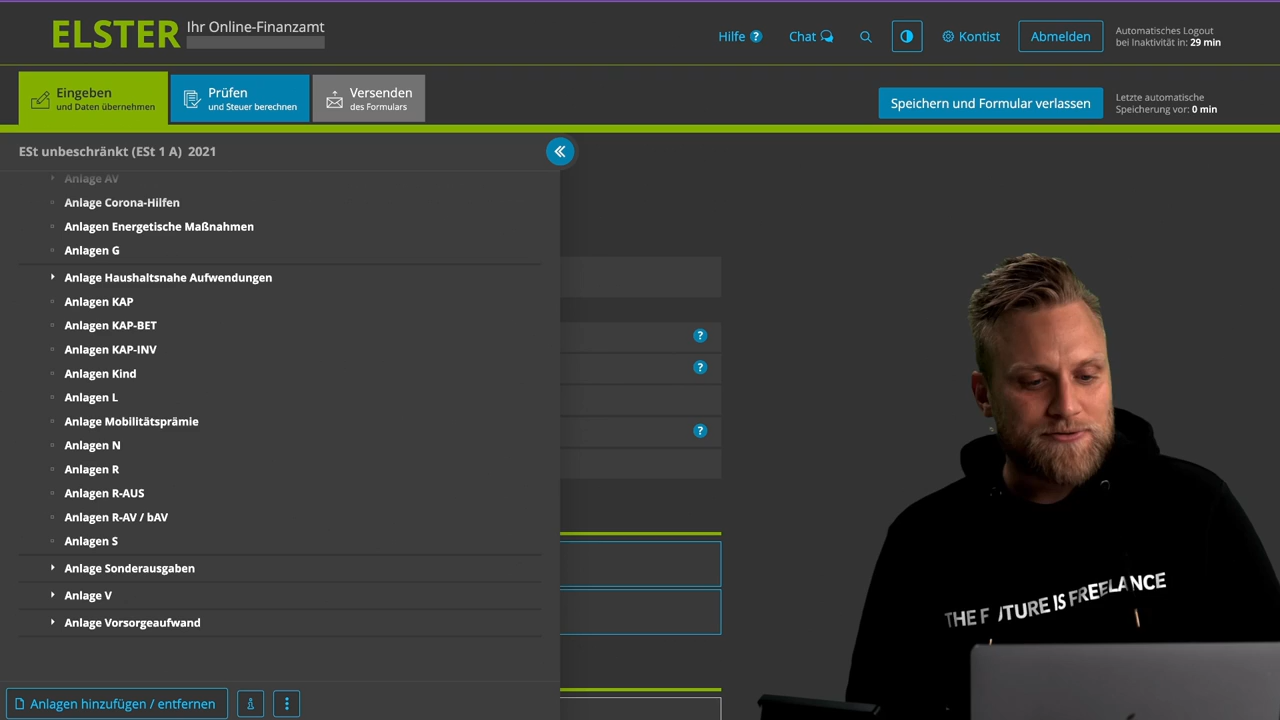 ELSTER Ihr Online-Finanzamt
Hilfe ?
Chat
Kontist
Abmelden
Automatisches Logout
bei Inaktivität in: 29 min
Eingeben
und Daten übernehmen
Prüfen
und Steuer berechnen
Versenden
des Formulars
Speichern und Formular verlassen
Letzte automatische
Speicherung vor: 0 min
ESt unbeschränkt (ESt 1 A) 2021
Anlage AV
Anlage Corona-Hilfen
Anlagen Energetische Maßnahmen
Anlagen G
Anlage Haushaltsnahe Aufwendungen
Anlagen KAP
Anlagen KAP-BET
?
Anlagen KAP-INV
?
Anlagen Kind
Anlagen L
Anlage Mobilitätsprämie
?
Anlagen N
Anlagen R
Anlagen R-AUS
Anlagen R-AV / bAV
Anlagen S
Anlage Sonderausgaben
Anlage V
Anlage Vorsorgeaufwand
Anlagen hinzufügen / entfernen
THE FUTURE IS FREELANCE